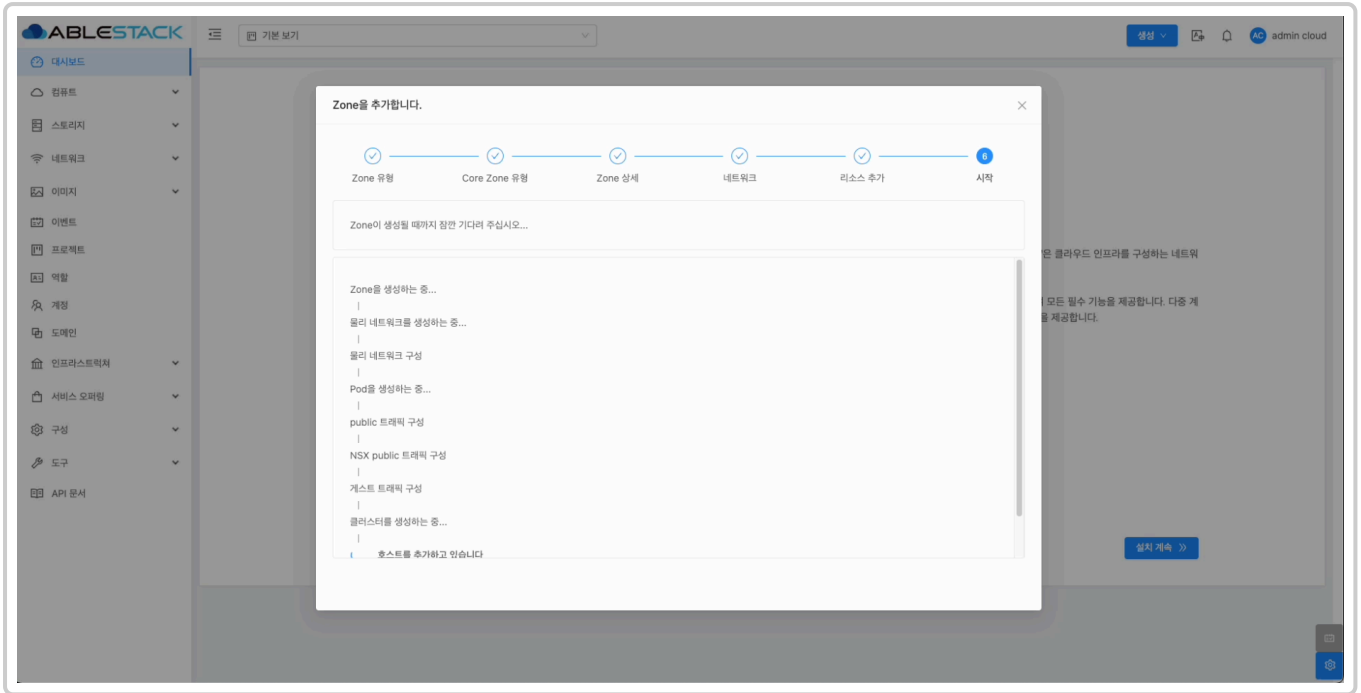 ABLESTACK
기본 보기
생성
admin cloud
대시보드
컴퓨트
스토리지
네트워크
이미지
이벤트
프로젝트
역할
계정
도메인
인프라스트럭쳐
서비스 오퍼링
구성
도구
API 문서
Zone을 추가합니다.
Zone 유형
Core Zone 유형
Zone 상세
네트워크
리소스 추가
6
시작
Zone이 생성될 때까지 잠깐 기다려 주십시오...
Zone을 생성하는 중...
물리 네트워크를 생성하는 중...
물리 네트워크 구성
Pod을 생성하는 중...
public 트래픽 구성
NSX public 트래픽 구성
게스트 트래픽 구성
클러스터를 생성하는 중...
호스트를 추가하고 있습니다
은 클라우드 인프라를 구성하는 네트워
모든 필수 기능을 제공합니다. 다중 계
을 제공합니다.
설치 계속